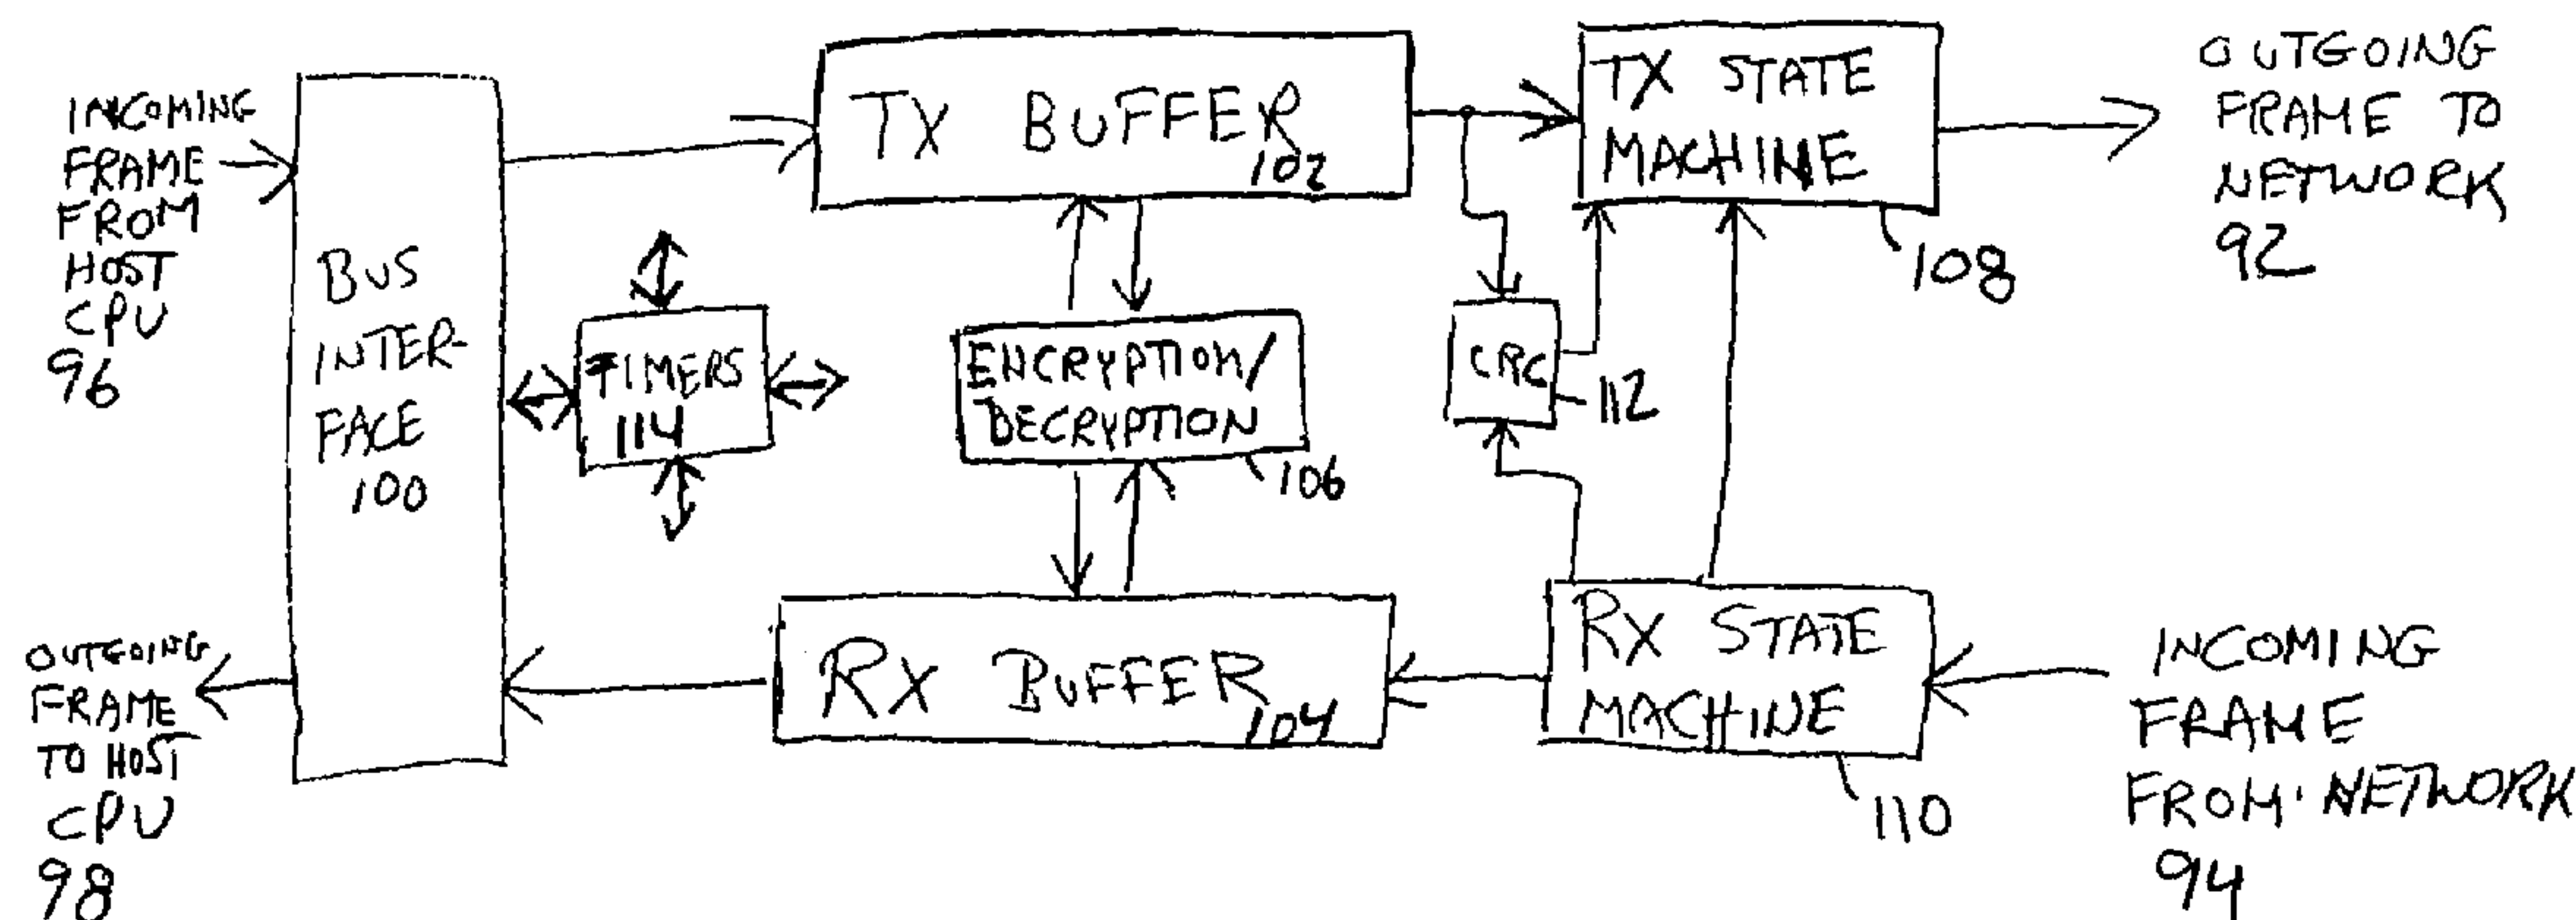 INCOMING
FRAME
FROM
HOST
CPU
96
BUS
INTER-
FACE
100
TX BUFFER
102
TX STATE
MACHINE
108
OUTGOING
FRAME TO
NETWORK
92
TIMERS
114
ENCRYPTION/
DECRYPTION
106
CRC
112
OUTGOING
FRAME
TO HOST
CPU
98
RX BUFFER
104
RX STATE
MACHINE
110
INCOMING
FRAME
FROM NETWORK
94